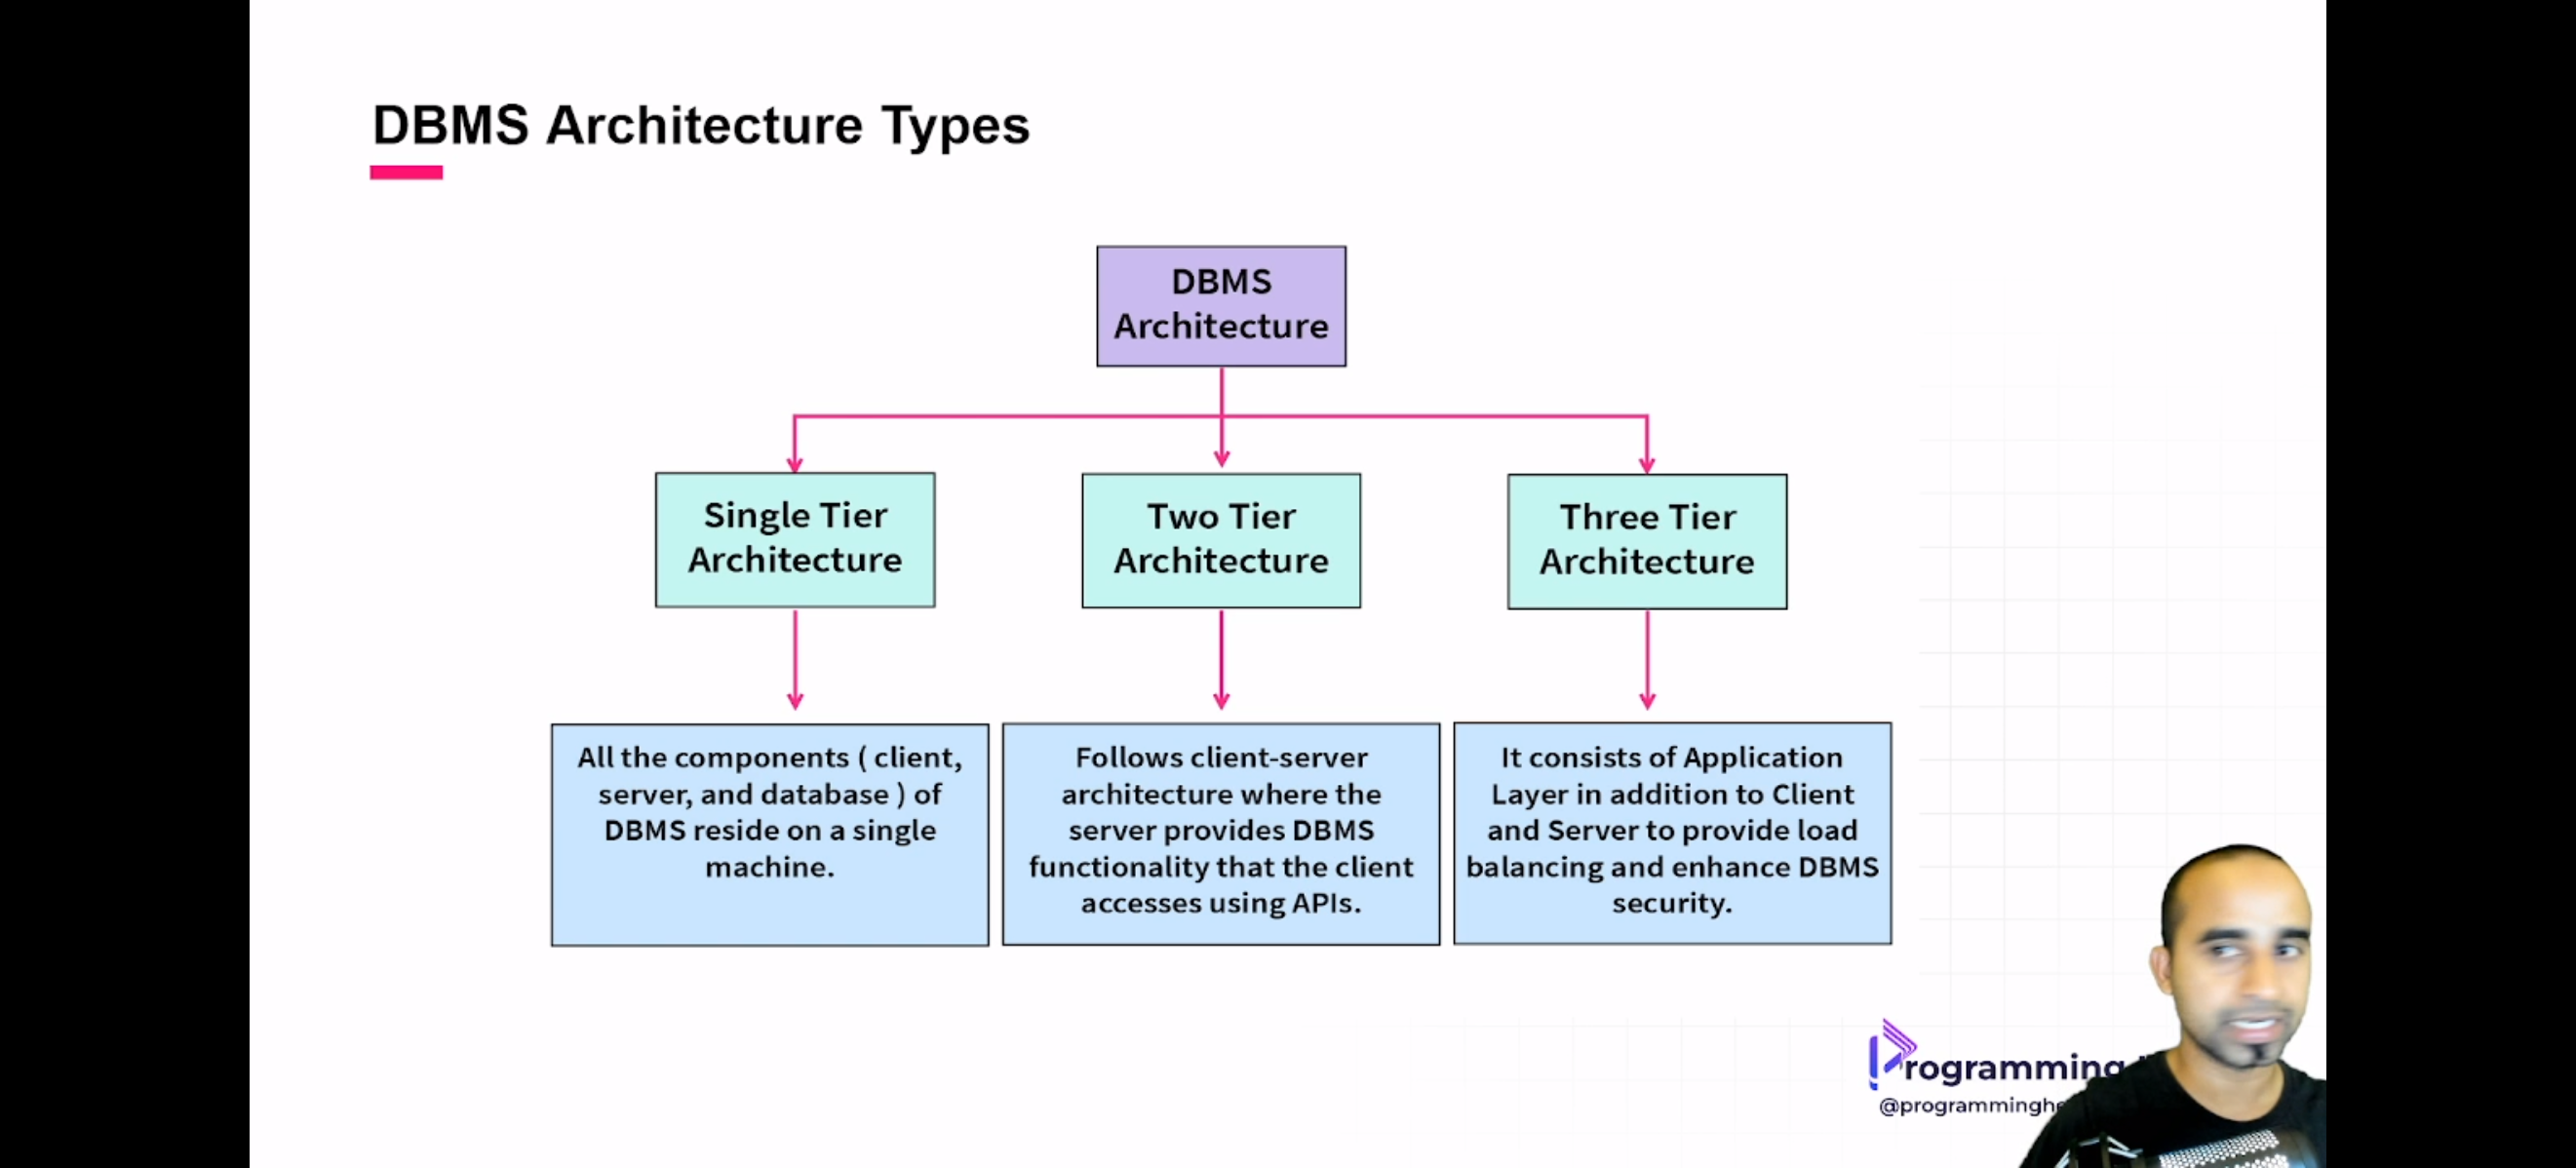 DBMS Architecture Types
DBMS
Architecture
Single Tier
Architecture
Two Tier
Architecture
Three Tier
Architecture
All the components ( client,
server, and database ) of
DBMS reside on a single
machine.
Follows client-server
architecture where the
server provides DBMS
functionality that the client
accesses using APIs.
It consists of Application
Layer in addition to Client
and Server to provide load
balancing and enhance DBMS
security.
Programming